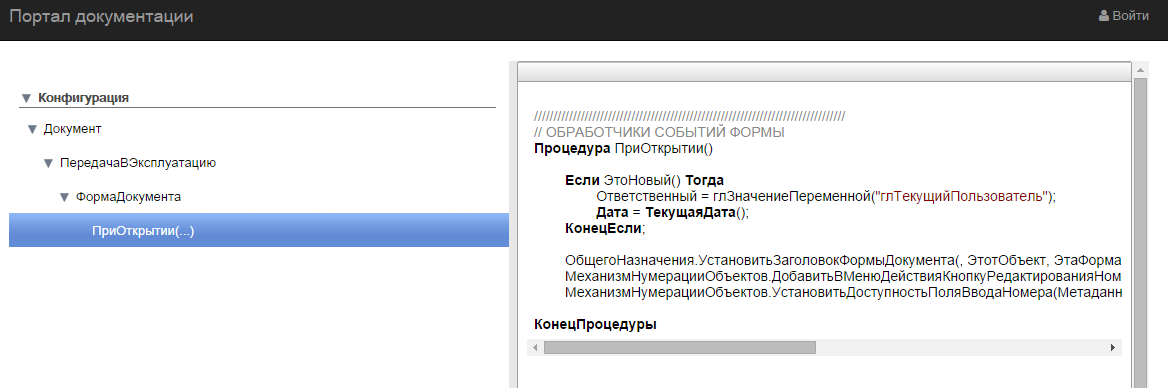 Портал документации
Войти
Конфигурация
Документ
ПередачаВЭксплуатацию
ФормаДокумента
ПриОткрытии(...)
////////////////////////////////////////////////////////////////////////////////
// ОБРАБОТЧИКИ СОБЫТИЙ ФОРМЫ
Процедура ПриОткрытии()
Если ЭтоНовый() Тогда
Ответственный = глЗначениеПеременной("глТекущийПользователь");
Дата = ТекущаяДата();
КонецЕсли;
ОбщегоНазначения.УстановитьЗаголовокФормыДокумента(, ЭтотОбъект, ЭтаФорма
МеханизмНумерацииОбъектов.ДобавитьВМенюДействияКнопкуРедактированияНом
МеханизмНумерацииОбъектов.УстановитьДоступностьПоляВводаНомера(Метаданн
КонецПроцедуры